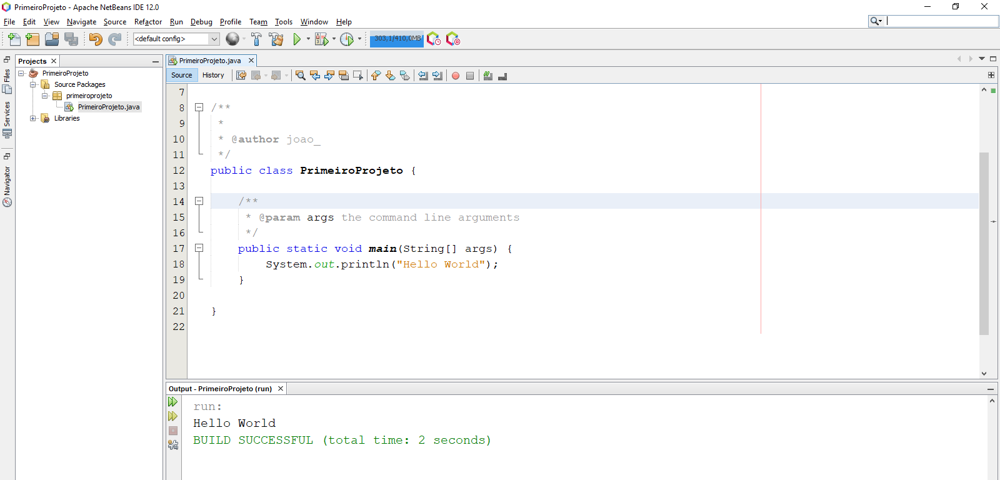 PrimeiroProjeto - Apache NetBeans IDE 12.0
File Edit View Navigate Source Refactor Run Debug Profile Team Tools Window Help
<default config>
303,1/410,0MB
Files
Services
Navigator
Projects
PrimeiroProjeto
Source Packages
primeiroprojeto
PrimeiroProjeto.java
Libraries
PrimeiroProjeto.java
Source History
7
8 /**
9 *
10 * @author joao_
11 */
12 public class PrimeiroProjeto {
13
14 /**
15 * @param args the command line arguments
16 */
17 public static void main(String[] args) {
18 System.out.println("Hello World");
19 }
20
21 }
22
Output - PrimeiroProjeto (run)
run:
Hello World
BUILD SUCCESSFUL (total time: 2 seconds)